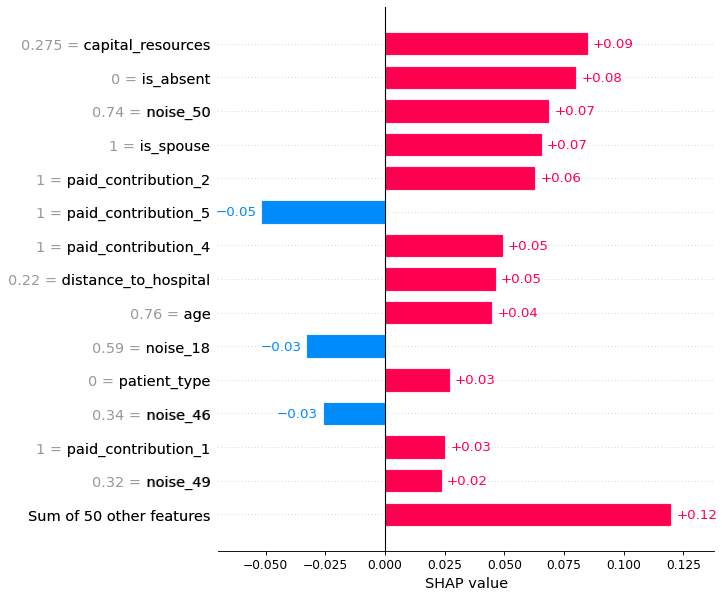 0.275 = capital_resources +0.09
0 = is_absent +0.08
0.74 = noise_50 +0.07
1 = is_spouse +0.07
1 = paid_contribution_2 +0.06
1 = paid_contribution_5 −0.05
1 = paid_contribution_4 +0.05
0.22 = distance_to_hospital +0.05
0.76 = age +0.04
0.59 = noise_18 −0.03
0 = patient_type +0.03
0.34 = noise_46 −0.03
1 = paid_contribution_1 +0.03
0.32 = noise_49 +0.02
Sum of 50 other features +0.12
−0.050 −0.025 0.000 0.025 0.050 0.075 0.100 0.125
SHAP value